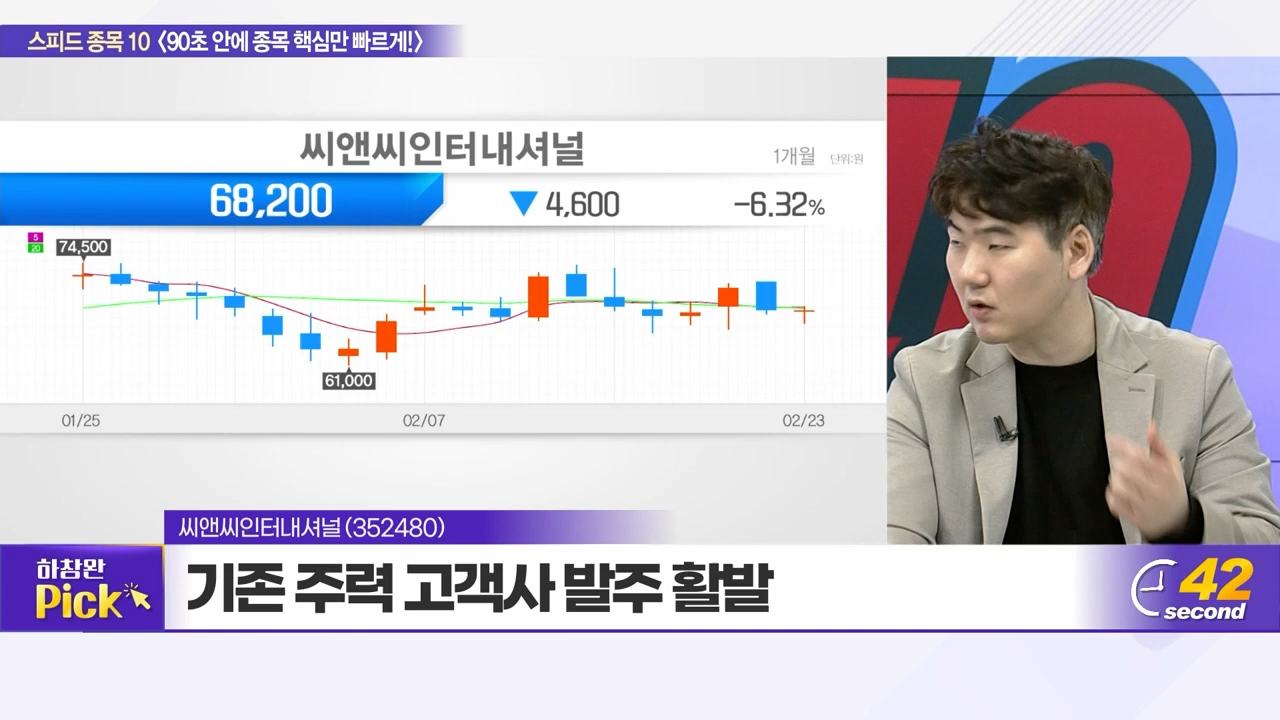 스피드 종목 10 〈90초 안에 종목 핵심만 빠르게!〉
씨앤씨인터내셔널
1개월 단위:원
68,200 ▼ 4,600 -6.32%
5
20
74,500
61,000
01/25 02/07 02/23
씨앤씨인터내셔널 (352480)
하창완
Pick
기존 주력 고객사 발주 활발
42
second